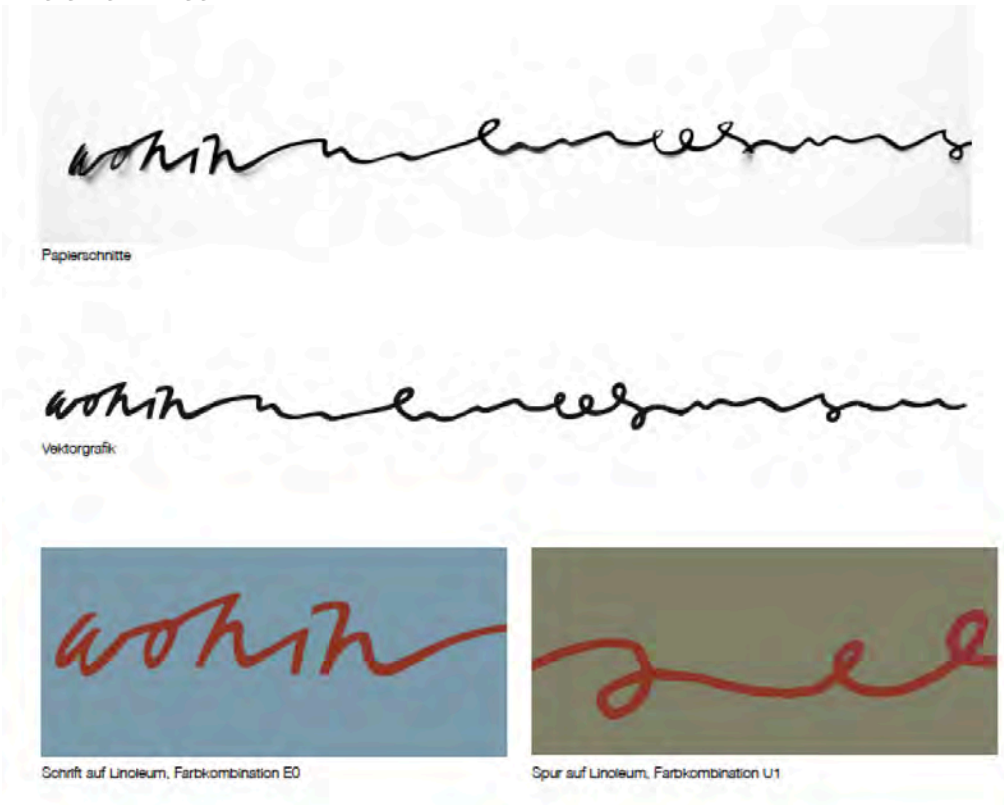 wohin
Papierschnitte
wohin
Vektorgrafik
wohin
Schrift auf Linoleum, Farbkombination E0
Spur auf Linoleum, Farbkombination U1